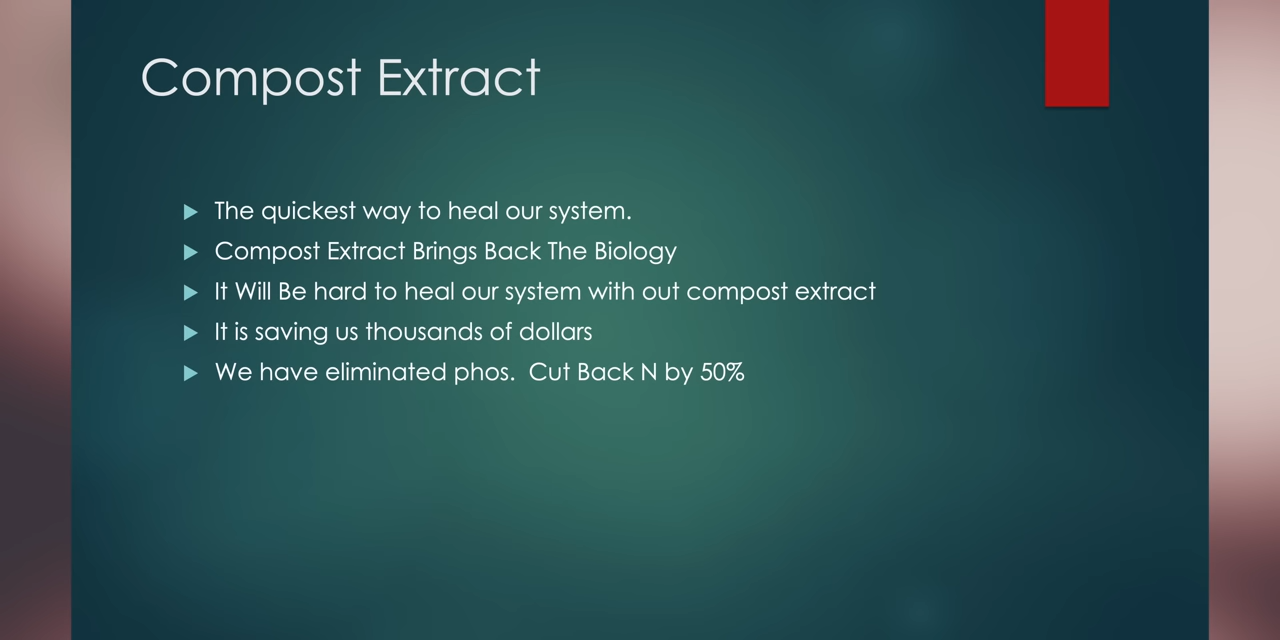 Compost Extract
The quickest way to heal our system.
Compost Extract Brings Back The Biology
It Will Be hard to heal our system with out compost extract
It is saving us thousands of dollars
We have eliminated phos.  Cut Back N by 50%